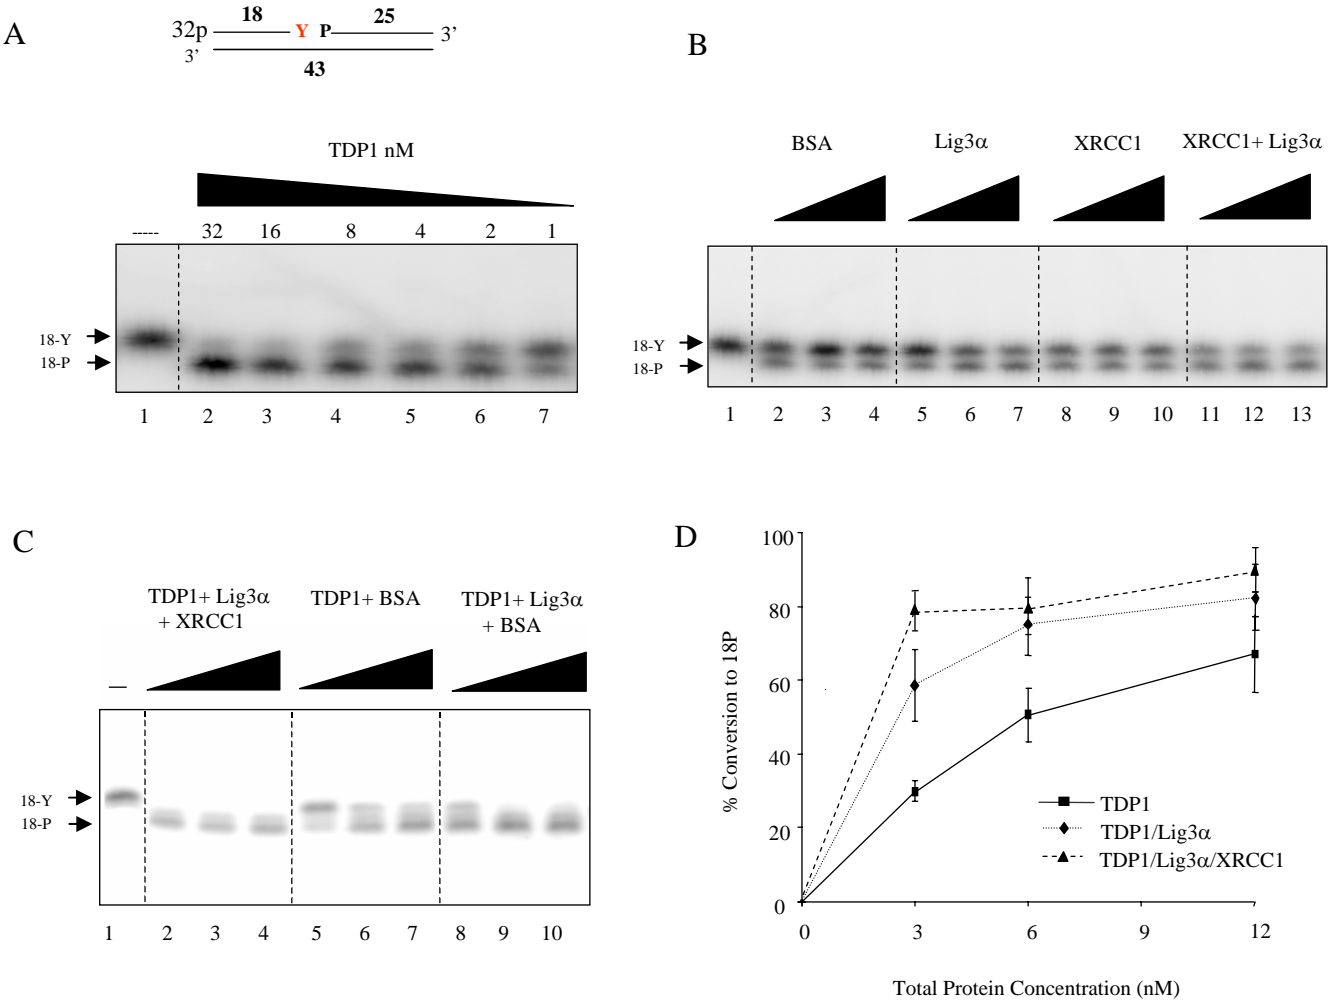 A
18
25
32p
Y P
3’
3’
43
TDP1 nM
----- 32 16 8 4 2 1
18-Y
18-P
1 2 3 4 5 6 7
B
BSA Lig3α XRCC1 XRCC1+ Lig3α
18-Y
18-P
1 2 3 4 5 6 7 8 9 10 11 12 13
C
TDP1+ Lig3α
+ XRCC1
TDP1+ BSA
TDP1+ Lig3α
+ BSA
—
18-Y
18-P
1 2 3 4 5 6 7 8 9 10
D
100
80
60
40
20
0
% Conversion to 18P
TDP1
TDP1/Lig3α
TDP1/Lig3α/XRCC1
0 3 6 9 12
Total Protein Concentration (nM)